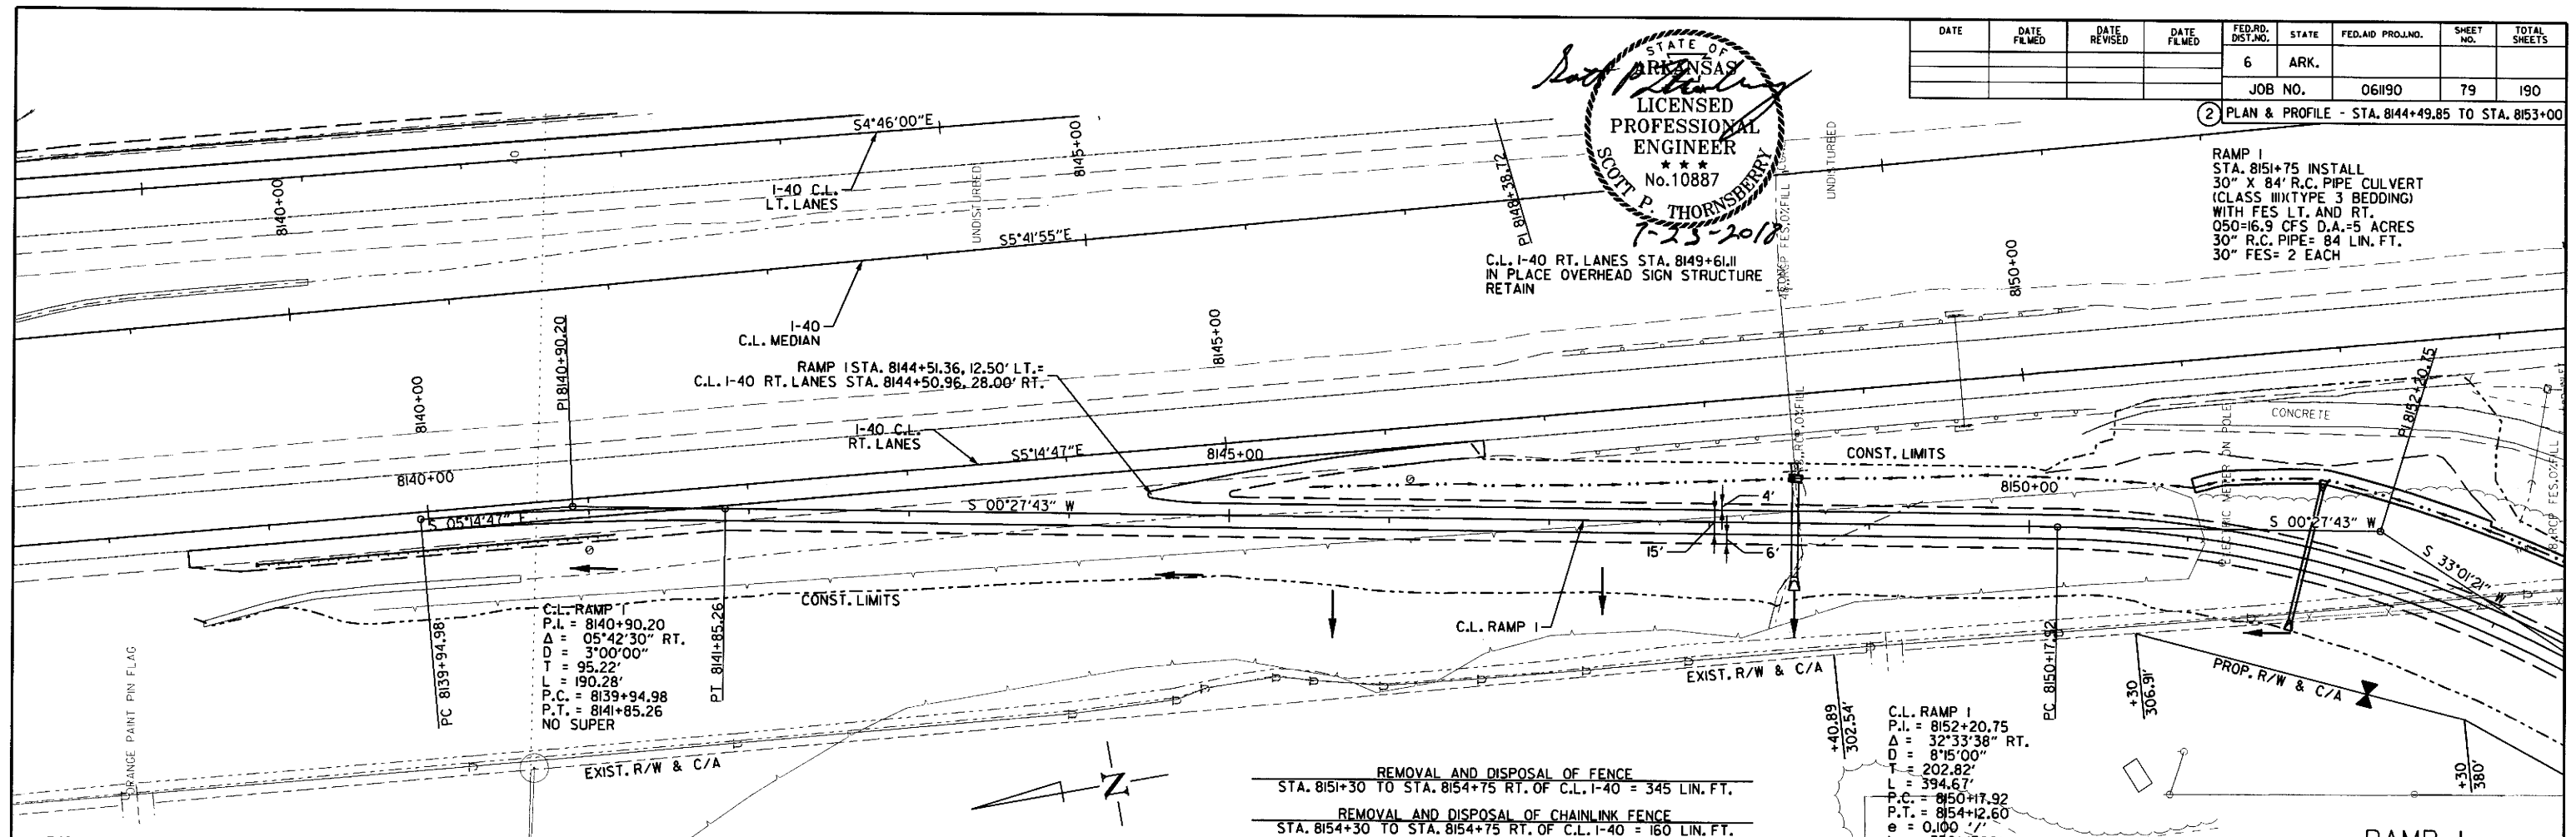 DATE
DATE FILMED
DATE REVISED
DATE FILMED
FED.RD. DIST.NO.
STATE
FED.AID PROJ.NO.
SHEET NO.
TOTAL SHEETS
6
ARK.
JOB NO.
061190
79
190
2 PLAN & PROFILE - STA. 8144+49.85 TO STA. 8153+00
STATE OF
ARKANSAS
LICENSED
PROFESSIONAL
ENGINEER
* * *
No.10887
SCOTT P. THORNSBERRY
7-23-2018
RAMP 1
STA. 8151+75 INSTALL
30" X 84' R.C. PIPE CULVERT
(CLASS III)(TYPE 3 BEDDING)
WITH FES LT. AND RT.
Q50=16.9 CFS D.A.=5 ACRES
30" R.C. PIPE= 84 LIN. FT.
30" FES= 2 EACH
S4°46'00"E
8145+00
UNDISTURBED
UNDISTURBED
8140+00
I-40 C.L.
LT. LANES
S5°41'55"E
PI 8148+38.72
C.L. I-40 RT. LANES STA. 8149+61.11
IN PLACE OVERHEAD SIGN STRUCTURE
RETAIN
8150+00
I-40
C.L. MEDIAN
PI 8140+90.20
8145+00
RAMP 1 STA. 8144+51.36, 12.50' LT.=
C.L. I-40 RT. LANES STA. 8144+50.96, 28.00' RT.
8140+00
I-40 C.L.
RT. LANES
S5°14'47"E
8145+00
CONST. LIMITS
CONCRETE
PI 8152+20.75
ELECTRIC METER ON POLE
8140+00
S 05°14'47" E
S 00°27'43" W
4'
15'
6'
8150+00
S 00°27'43" W
S 33°01'21" W
CONST. LIMITS
C.L. RAMP 1
PC 8139+94.98
PT 8141+85.26
C.L. RAMP 1
P.I. = 8140+90.20
Δ = 05°42'30" RT.
D = 3°00'00"
T = 95.22'
L = 190.28'
P.C. = 8139+94.98
P.T. = 8141+85.26
NO SUPER
ORANGE PAINT PIN FLAG
EXIST. R/W & C/A
EXIST. R/W & C/A
PC 8150+17.92
PROP. R/W & C/A
+40.89
302.54'
+30
306.91'
+30
380'
C.L. RAMP 1
P.I. = 8152+20.75
Δ = 32°33'38" RT.
D = 8°15'00"
T = 202.82'
L = 394.67'
P.C. = 8150+17.92
P.T. = 8154+12.60
e = 0.100 '/'
N
REMOVAL AND DISPOSAL OF FENCE
STA. 8151+30 TO STA. 8154+75 RT. OF C.L. I-40 = 345 LIN. FT.
REMOVAL AND DISPOSAL OF CHAINLINK FENCE
STA. 8154+30 TO STA. 8154+75 RT. OF C.L. I-40 = 160 LIN. FT.
RAMP 1